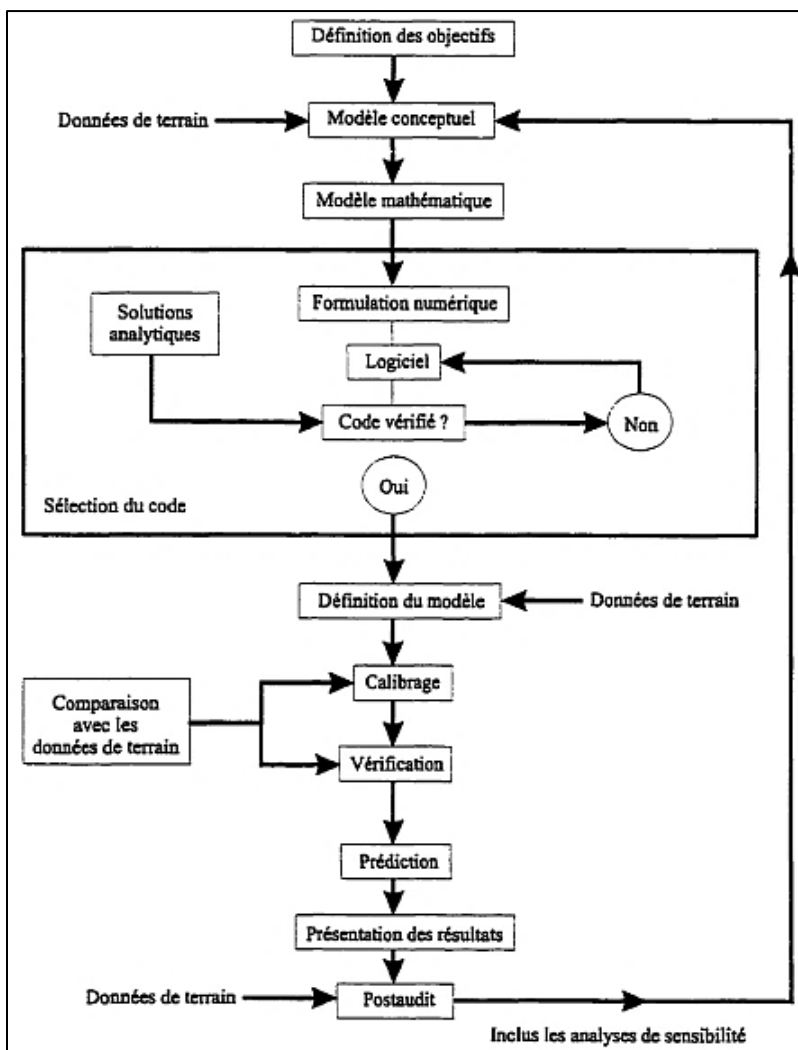 Définition des objectifs
Données de terrain
Modèle conceptuel
Modèle mathématique
Formulation numérique
Solutions
analytiques
Logiciel
Code vérifié ?
Non
Oui
Sélection du code
Définition du modèle
Données de terrain
Calibrage
Comparaison
avec les
données de terrain
Vérification
Prédiction
Présentation des résultats
Données de terrain
Postaudit
Inclus les analyses de sensibilité